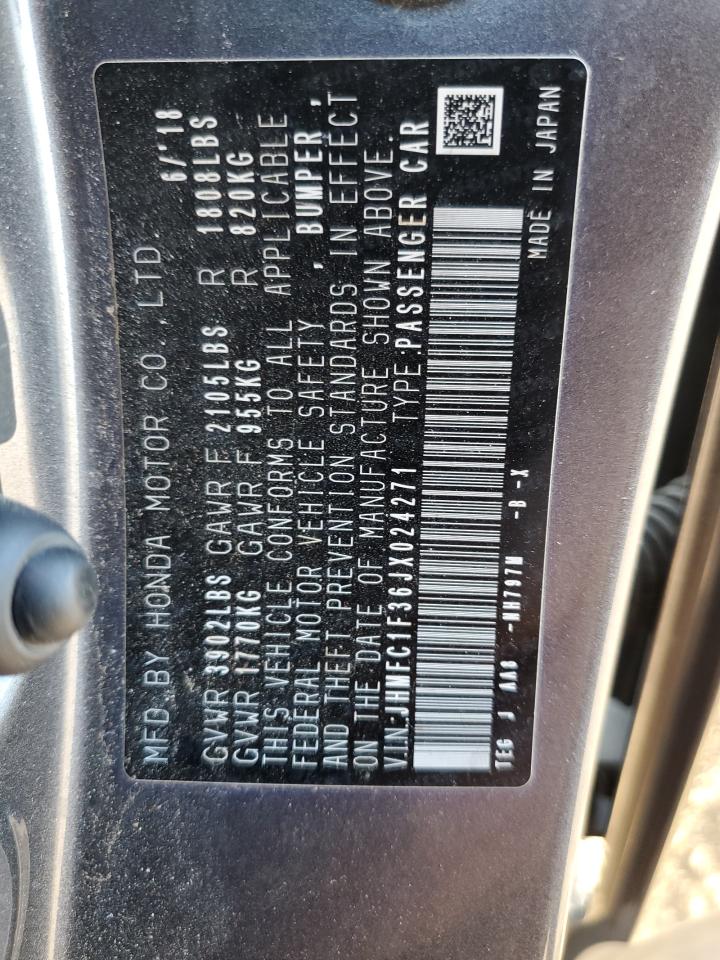 MFD BY HONDA MOTOR CO., LTD 6/'18
GVWR 3902LBS GAWR F 2105LBS R 1808LBS
GVWR 1770KG GAWR F 955KG R 820KG
THIS VEHICLE CONFORMS TO ALL APPLICABLE
FEDERAL MOTOR VEHICLE SAFETY , BUMPER,
AND THEFT PREVENTION STANDARDS IN EFFECT
ON THE DATE OF MANUFACTURE SHOWN ABOVE.
V.I.N:JHMFC1F36JX024271 TYPE:PASSENGER CAR
TEG J AA8 -NH797M -B -X MADE IN JAPAN